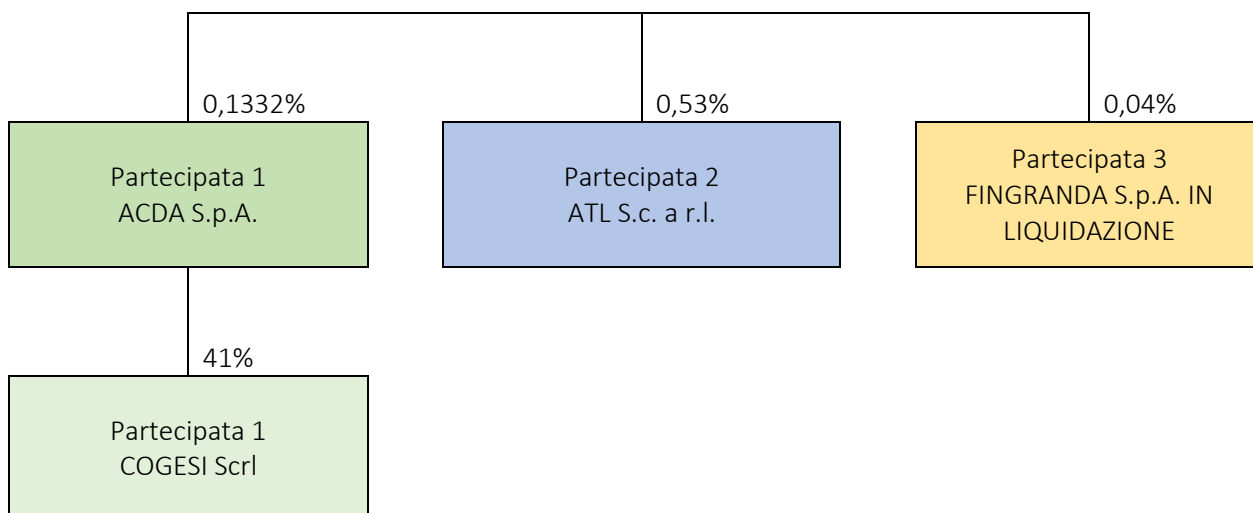 0,1332%
0,53%
0,04%
Partecipata 1
ACDA S.p.A.
Partecipata 2
ATL S.c. a r.l.
Partecipata 3
FINGRANDA S.p.A. IN
LIQUIDAZIONE
41%
Partecipata 1
COGESI Scrl